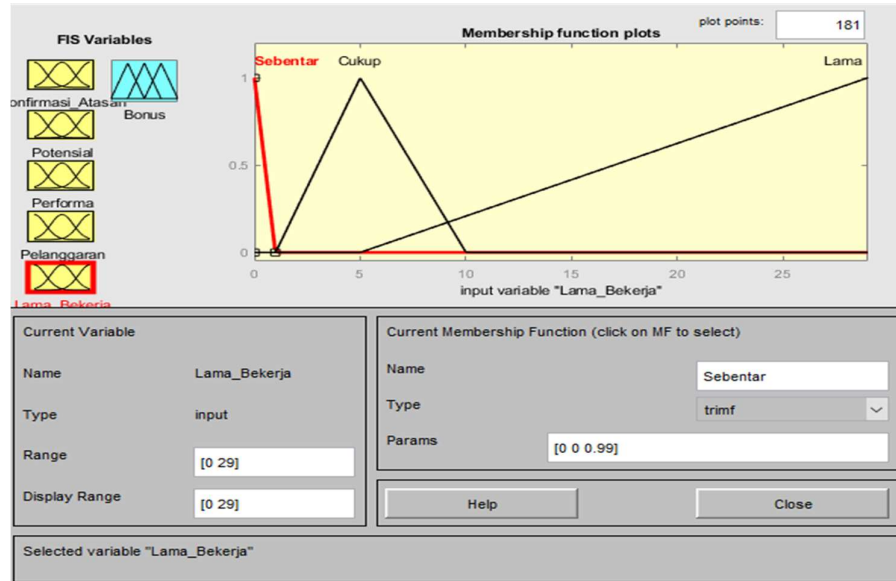 plot points: 181
FIS Variables
Membership function plots
onfirmasi_Atasan
Bonus
Potensial
Performa
Pelanggaran
Lama_Bekerja
Sebentar Cukup Lama
1
0.5
0
0 5 10 15 20 25
input variable "Lama_Bekerja"
Current Variable
Name Lama_Bekerja
Type input
Range [0 29]
Display Range [0 29]
Current Membership Function (click on MF to select)
Name Sebentar
Type trimf
Params [0 0 0.99]
Help Close
Selected variable "Lama_Bekerja"